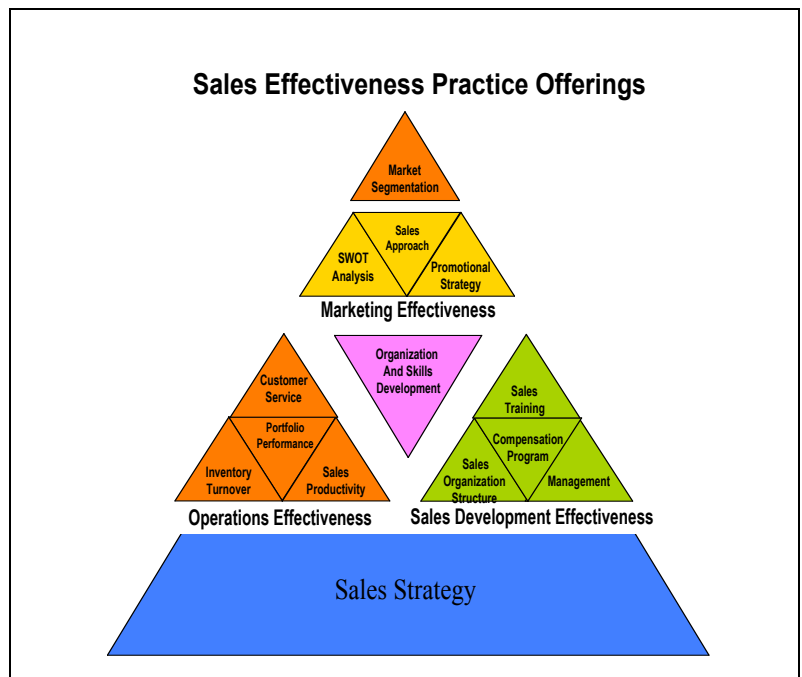 Sales Effectiveness Practice Offerings
Market
Segmentation
Sales
Approach
SWOT
Analysis
Promotional
Strategy
Marketing Effectiveness
Organization
And Skills
Development
Customer
Service
Portfolio
Performance
Inventory
Turnover
Sales
Productivity
Operations Effectiveness
Sales
Training
Compensation
Program
Sales
Organization
Structure
Management
Sales Development Effectiveness
Sales Strategy